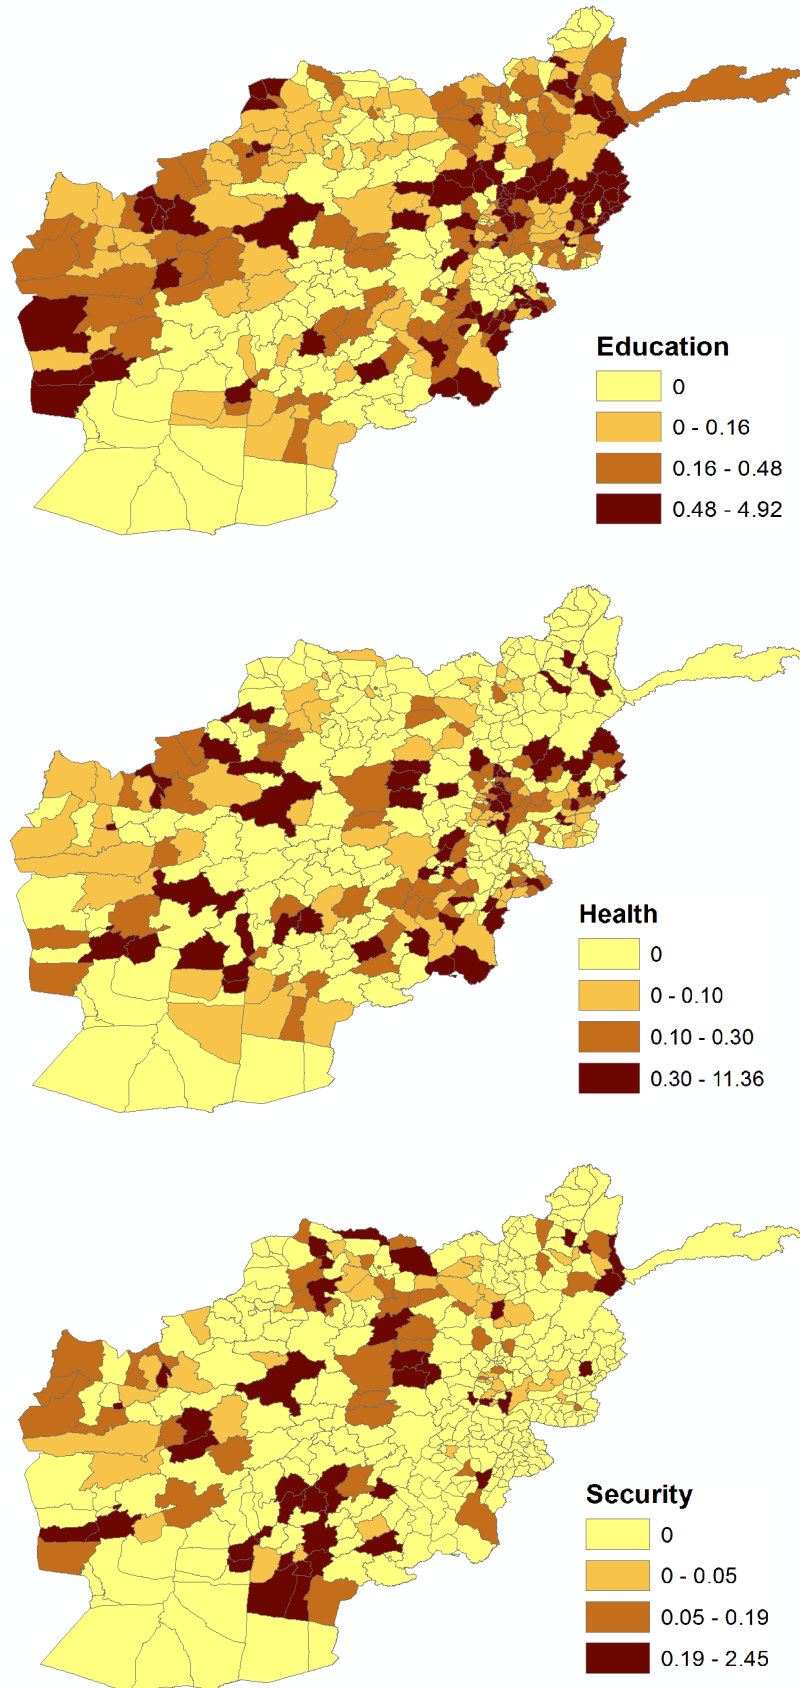 Education
0
0 - 0.16
0.16 - 0.48
0.48 - 4.92
Health
0
0 - 0.10
0.10 - 0.30
0.30 - 11.36
Security
0
0 - 0.05
0.05 - 0.19
0.19 - 2.45